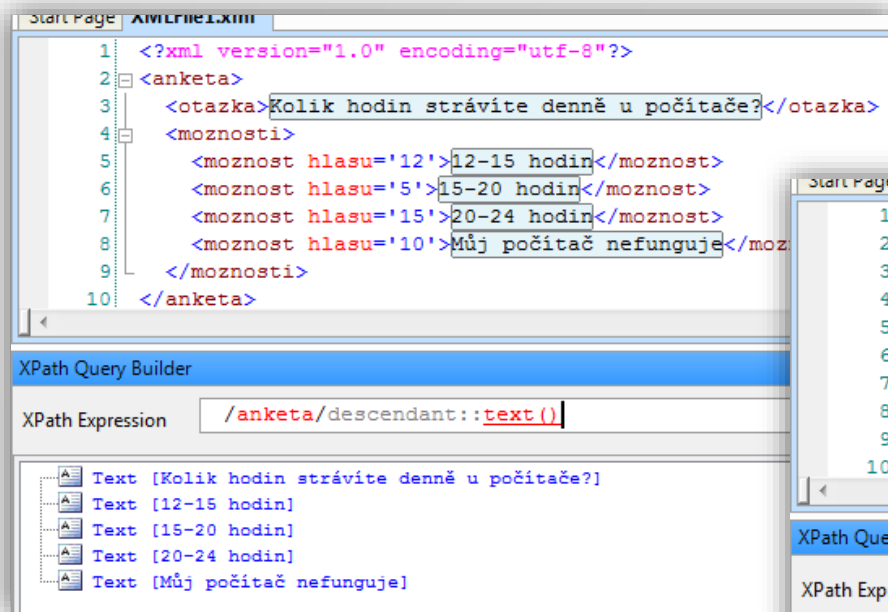 Start Page XMLFile1.xml
1 <?xml version="1.0" encoding="utf-8"?>
2 <anketa>
3 <otazka>Kolik hodin strávíte denně u počítače?</otazka>
4 <moznosti>
5 <moznost hlasu='12'>12-15 hodin</moznost>
6 <moznost hlasu='5'>15-20 hodin</moznost>
7 <moznost hlasu='15'>20-24 hodin</moznost>
8 <moznost hlasu='10'>Můj počítač nefunguje</moz
9 </moznosti>
10 </anketa>
XPath Query Builder
XPath Expression /anketa/descendant::text()
Text [Kolik hodin strávíte denně u počítače?]
Text [12-15 hodin]
Text [15-20 hodin]
Text [20-24 hodin]
Text [Můj počítač nefunguje]
Start Page
1
2
3
4
5
6
7
8
9
10
XPath Que
XPath Exp